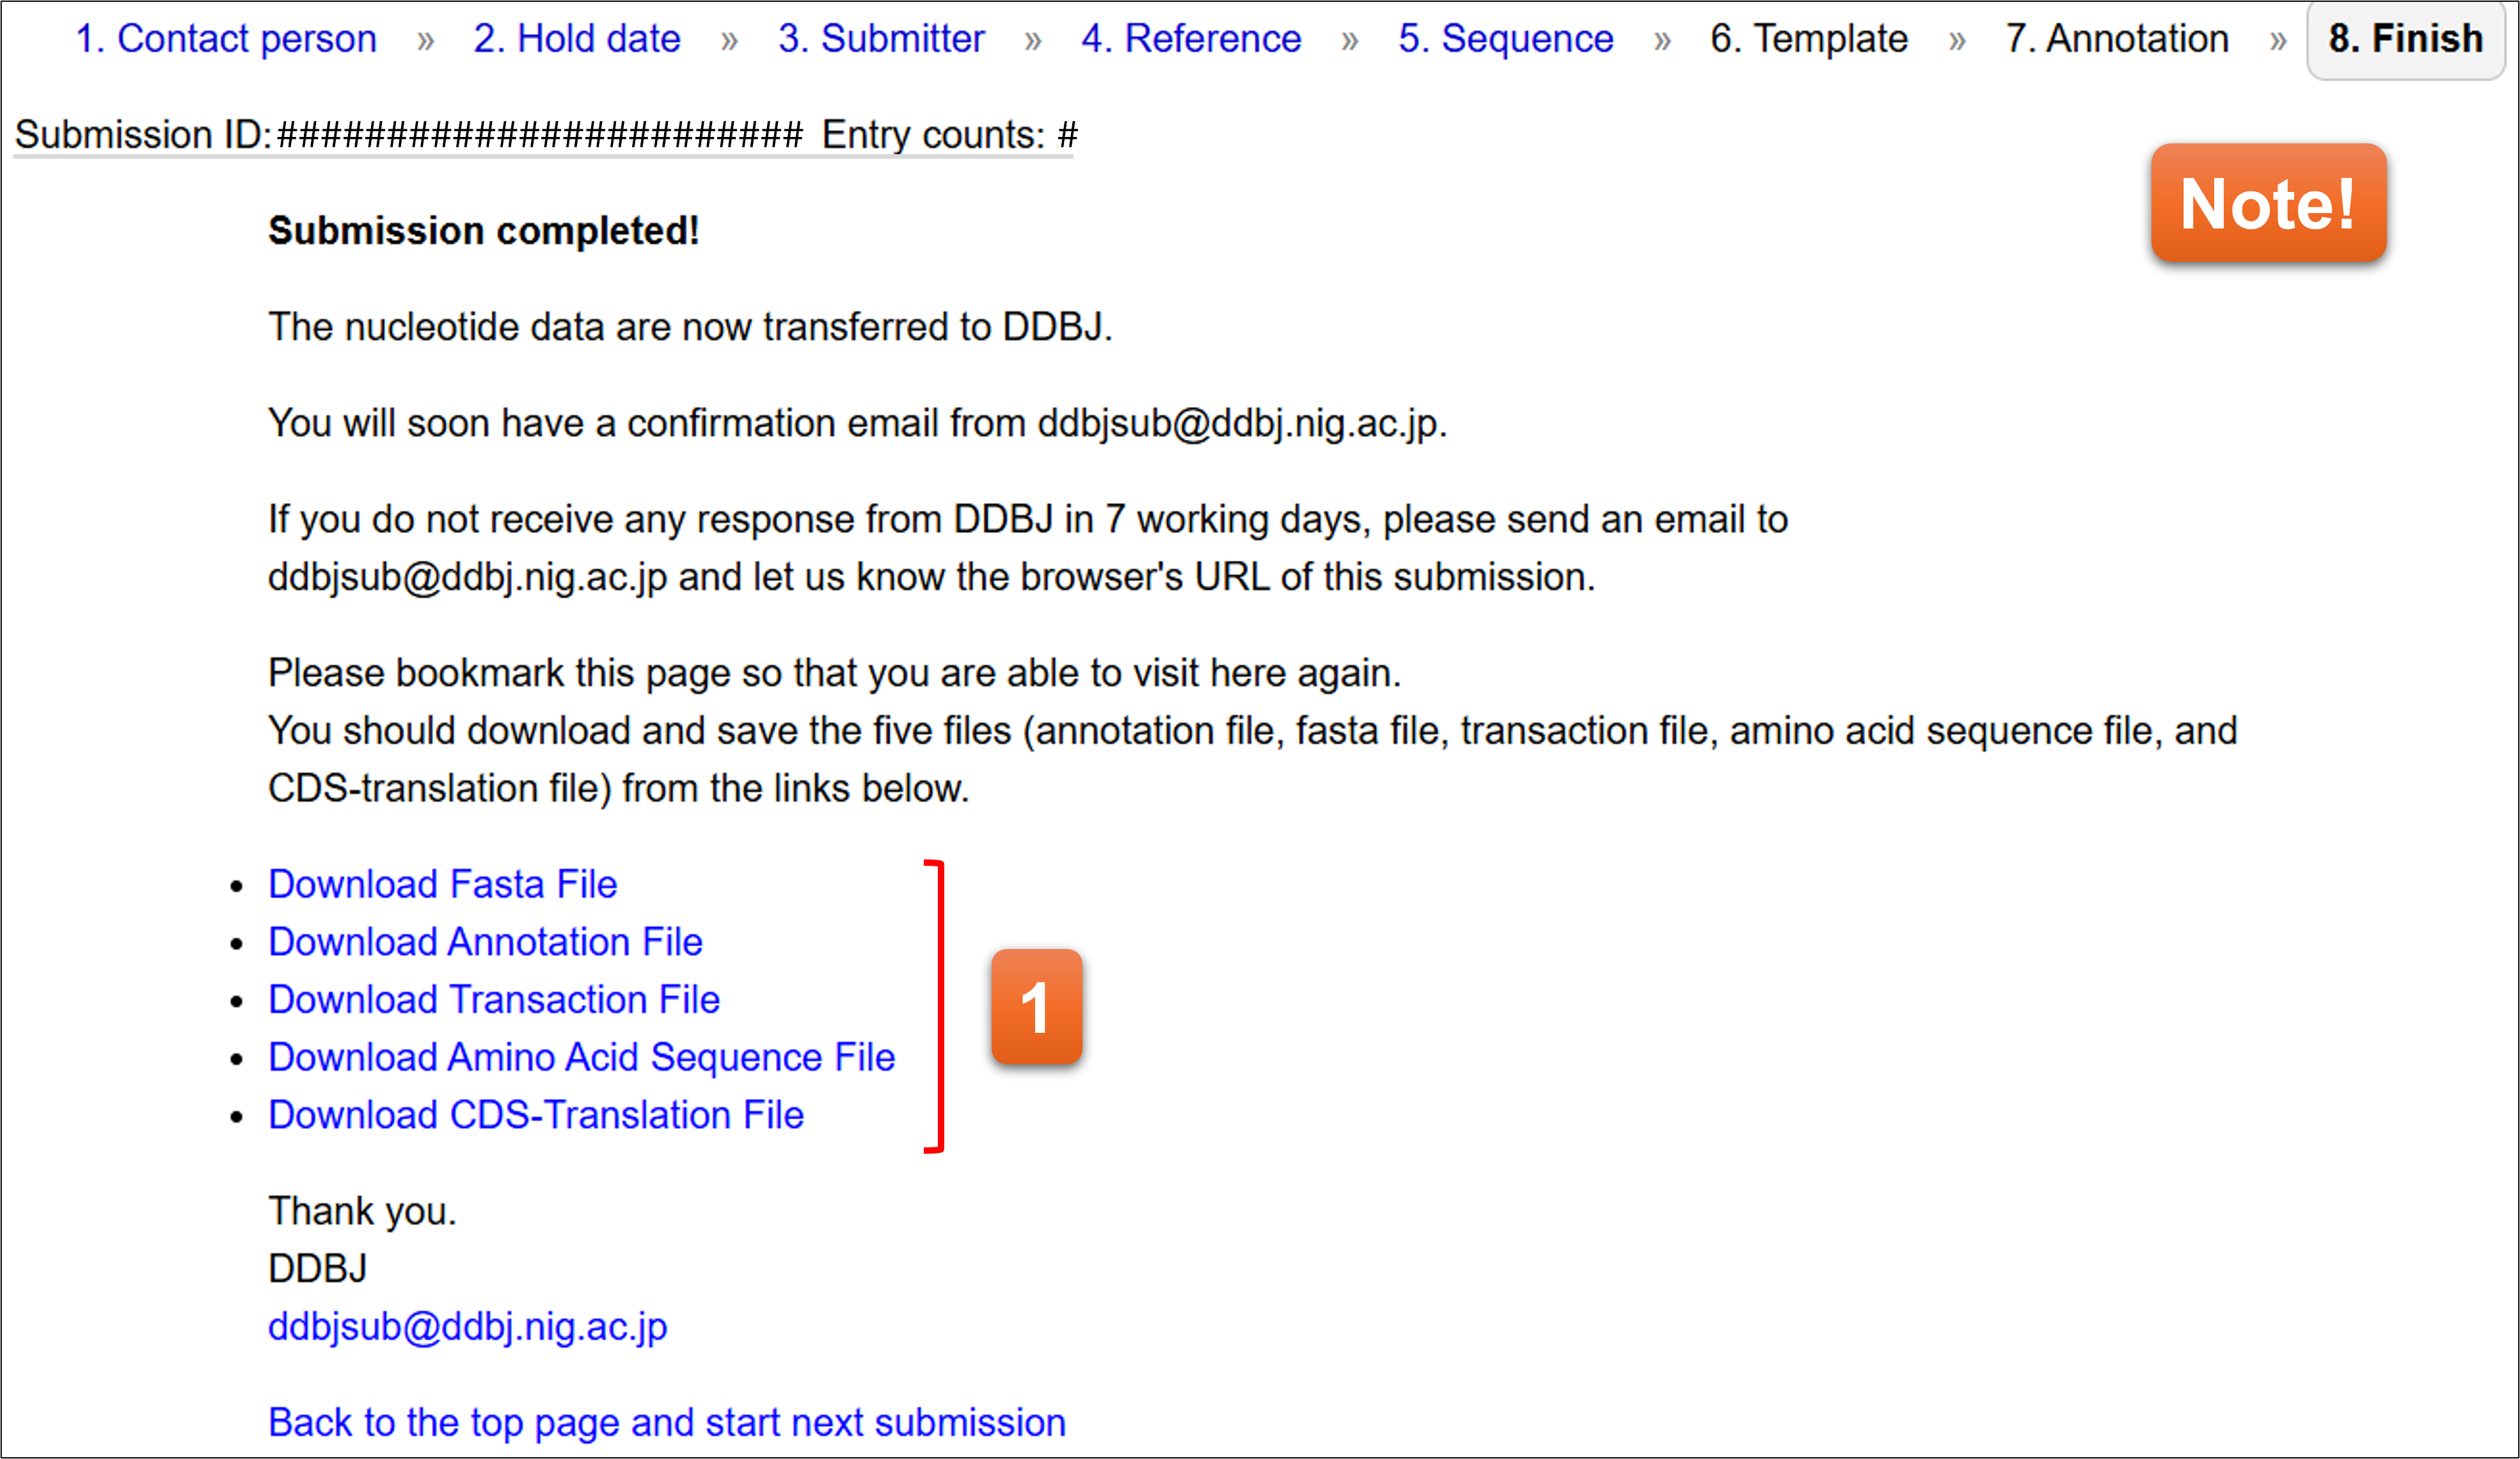 1. Contact person » 2. Hold date » 3. Submitter » 4. Reference » 5. Sequence » 6. Template » 7. Annotation » 8. Finish
Submission ID: ######################## Entry counts: #
Note!
Submission completed!
The nucleotide data are now transferred to DDBJ.
You will soon have a confirmation email from ddbjsub@ddbj.nig.ac.jp.
If you do not receive any response from DDBJ in 7 working days, please send an email to
ddbjsub@ddbj.nig.ac.jp and let us know the browser's URL of this submission.
Please bookmark this page so that you are able to visit here again.
You should download and save the five files (annotation file, fasta file, transaction file, amino acid sequence file, and
CDS-translation file) from the links below.
• Download Fasta File
• Download Annotation File
• Download Transaction File
• Download Amino Acid Sequence File
• Download CDS-Translation File
1
Thank you.
DDBJ
ddbjsub@ddbj.nig.ac.jp
Back to the top page and start next submission